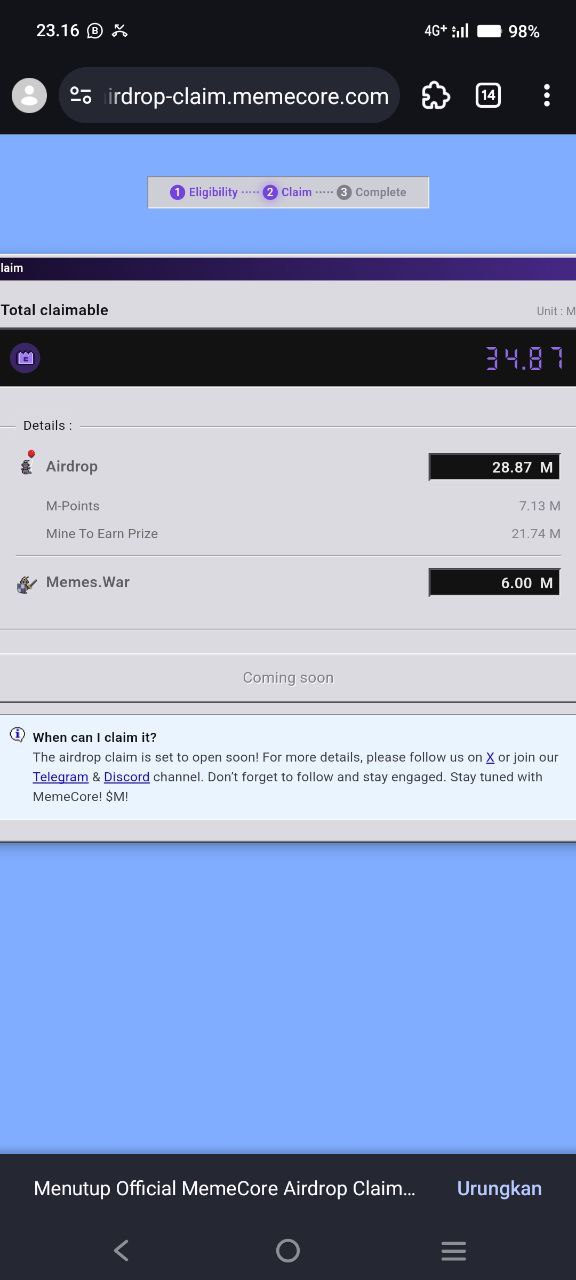 23.16
4G+
98%
irdrop-claim.memecore.com
14
1 Eligibility ····· 2 Claim ····· 3 Complete
laim
Total claimable
Unit : M
34.87
Details :
Airdrop
28.87 M
M-Points
7.13 M
Mine To Earn Prize
21.74 M
Memes.War
6.00 M
Coming soon
When can I claim it?
The airdrop claim is set to open soon! For more details, please follow us on X or join our
Telegram & Discord channel. Don't forget to follow and stay engaged. Stay tuned with
MemeCore! $M!
Menutup Official MemeCore Airdrop Claim...
Urungkan